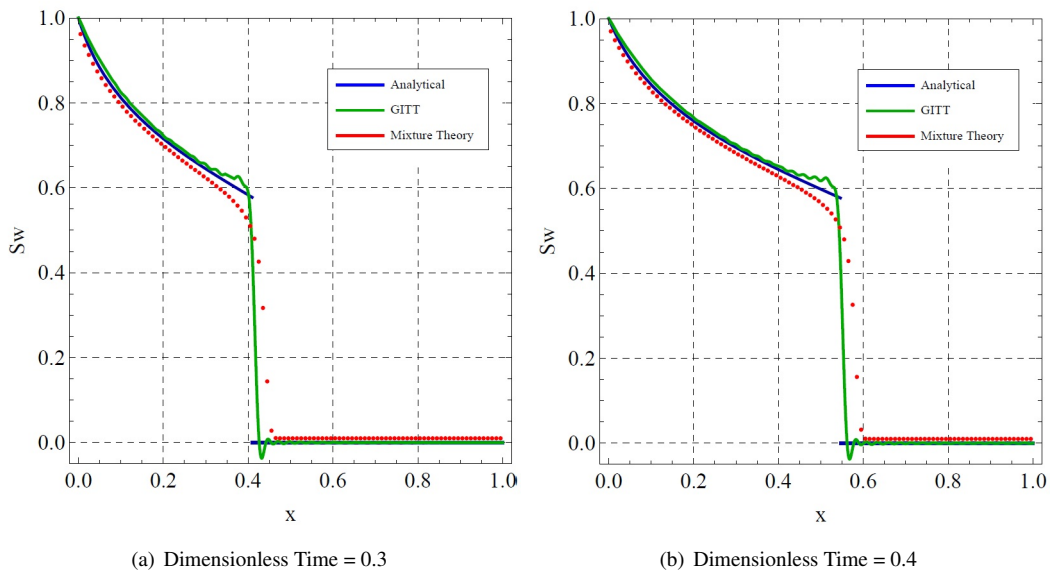 1.0
0.8
0.6
0.4
0.2
0.0
Sw
Analytical
GITT
Mixture Theory
0.0 0.2 0.4 0.6 0.8 1.0
x
(a) Dimensionless Time = 0.3
1.0
0.8
0.6
0.4
0.2
0.0
Sw
Analytical
GITT
Mixture Theory
0.0 0.2 0.4 0.6 0.8 1.0
x
(b) Dimensionless Time = 0.4